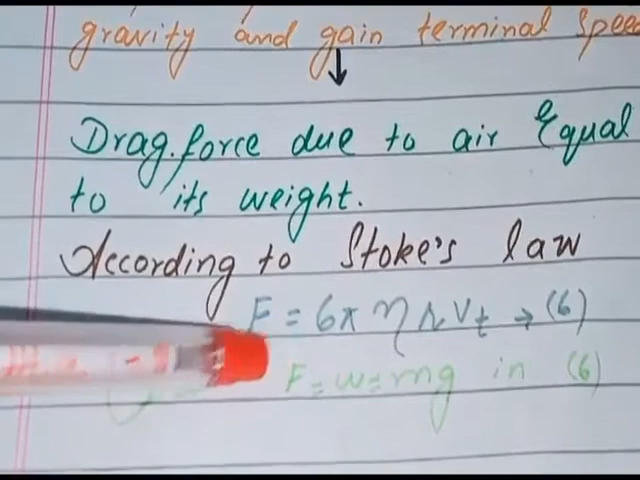 gravity and gain terminal speed
↓
Drag.force due to air Equal
to its weight.
According to Stoke's law
F = 6π η r Vt → (6)
F = w = mg in (6)